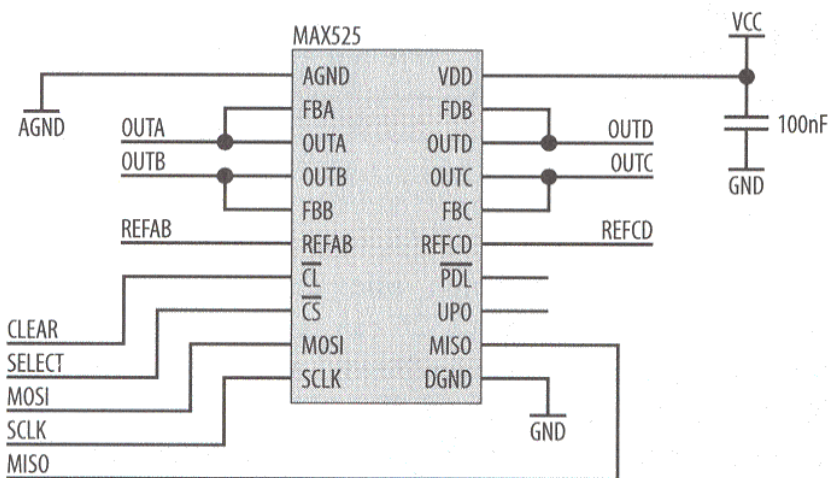 MAX525
VCC
AGND
VDD
AGND
FBA
FDB
OUTA
OUTA
OUTD
OUTD
100nF
OUTB
OUTB
OUTC
OUTC
GND
FBB
FBC
REFAB
REFAB
REFCD
REFCD
CL
PDL
CS
UPO
CLEAR
MOSI
MISO
SELECT
SCLK
DGND
MOSI
SCLK
GND
MISO